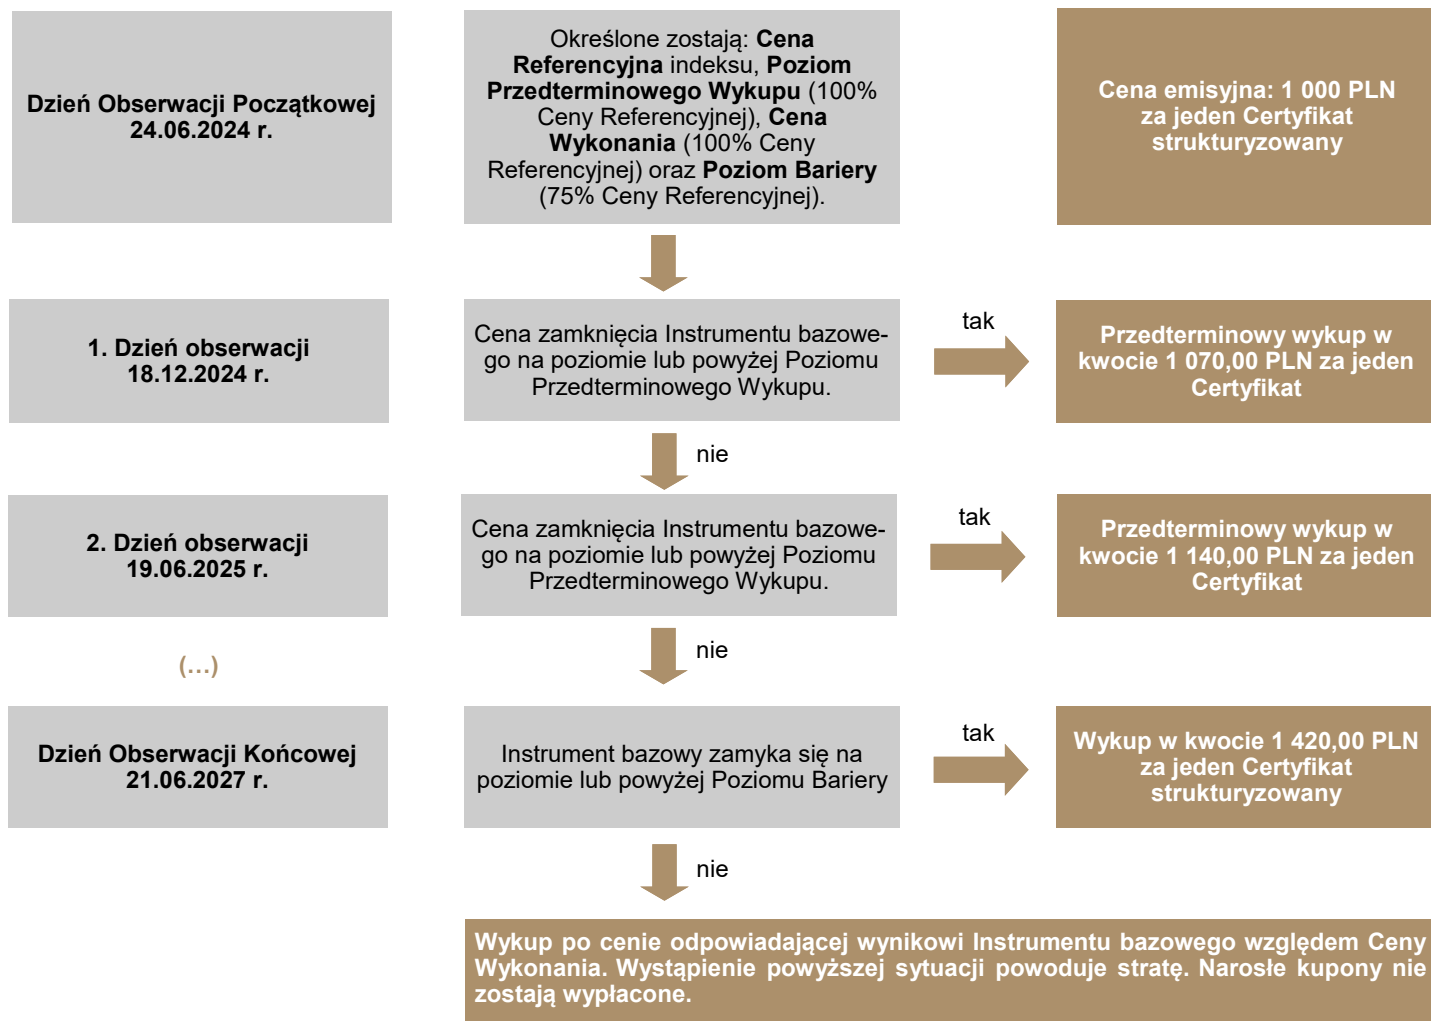 Dzień Obserwacji Początkowej
24.06.2024 r.
Określone zostają: Cena
Referencyjna indeksu, Poziom
Przedterminowego Wykupu (100%
Ceny Referencyjnej), Cena
Wykonania (100% Ceny
Referencyjnej) oraz Poziom Bariery
(75% Ceny Referencyjnej).
Cena emisyjna: 1 000 PLN
za jeden Certyfikat
strukturyzowany
1. Dzień obserwacji
18.12.2024 r.
Cena zamknięcia Instrumentu bazowe-
go na poziomie lub powyżej Poziomu
Przedterminowego Wykupu.
tak
Przedterminowy wykup w
kwocie 1 070,00 PLN za jeden
Certyfikat
nie
2. Dzień obserwacji
19.06.2025 r.
Cena zamknięcia Instrumentu bazowe-
go na poziomie lub powyżej Poziomu
Przedterminowego Wykupu.
tak
Przedterminowy wykup w
kwocie 1 140,00 PLN za jeden
Certyfikat
nie
(…)
Dzień Obserwacji Końcowej
21.06.2027 r.
Instrument bazowy zamyka się na
poziomie lub powyżej Poziomu Bariery
tak
Wykup w kwocie 1 420,00 PLN
za jeden Certyfikat
strukturyzowany
nie
Wykup po cenie odpowiadającej wynikowi Instrumentu bazowego względem Ceny
Wykonania. Wystąpienie powyższej sytuacji powoduje stratę. Narosłe kupony nie
zostają wypłacone.